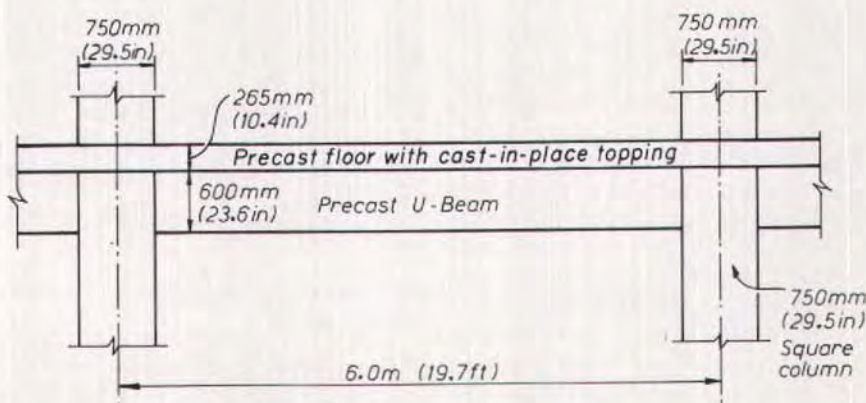 750mm
(29.5in)
750 mm
(29.5in)
265mm
(10.4in)
Precast floor with cast-in-place topping
600mm
(23.6in)
Precast U-Beam
750mm
(29.5in)
Square
column
6.0m (19.7ft)